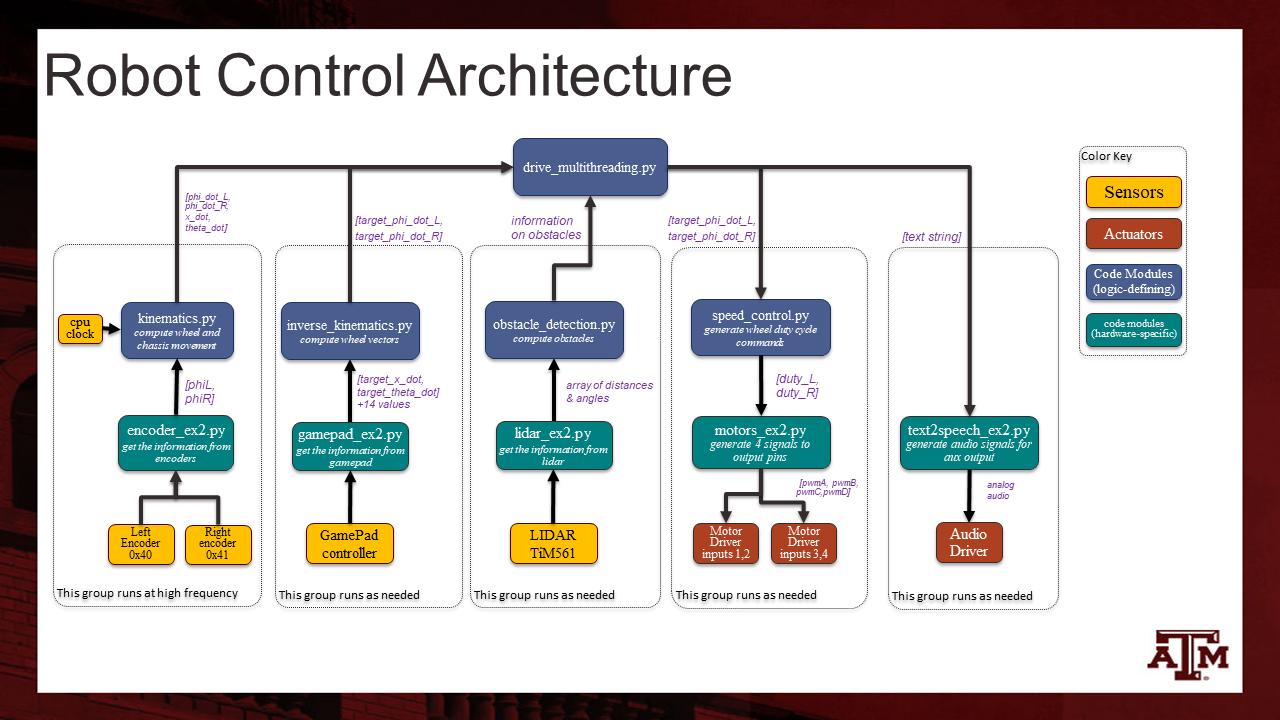 Robot Control Architecture
drive_multithreading.py
Color Key
Sensors
Actuators
Code Modules
(logic-defining)
code modules
(hardware-specific)
[phi_dot_L,
phi_dot_R,
x_dot,
theta_dot]
cpu
clock
kinematics.py
compute wheel and
chassis movement
[phiL,
phiR]
encoder_ex2.py
get the information from
encoders
Left
Encoder
0x40
Right
encoder
0x41
This group runs at high frequency
[target_phi_dot_L,
target_phi_dot_R]
inverse_kinematics.py
compute wheel vectors
[target_x_dot,
target_theta_dot]
+14 values
gamepad_ex2.py
get the information from
gamepad
GamePad
controller
This group runs as needed
information
on obstacles
obstacle_detection.py
compute obstacles
array of distances
& angles
lidar_ex2.py
get the information from
lidar
LIDAR
TiM561
This group runs as needed
[target_phi_dot_L,
target_phi_dot_R]
speed_control.py
generate wheel duty cycle
commands
[duty_L,
duty_R]
motors_ex2.py
generate 4 signals to
output pins
[pwmA, pwmB,
pwmC,pwmD]
Motor
Driver
inputs 1,2
Motor
Driver
inputs 3,4
This group runs as needed
[text string]
text2speech_ex2.py
generate audio signals for
aux output
analog
audio
Audio
Driver
This group runs as needed
ATM